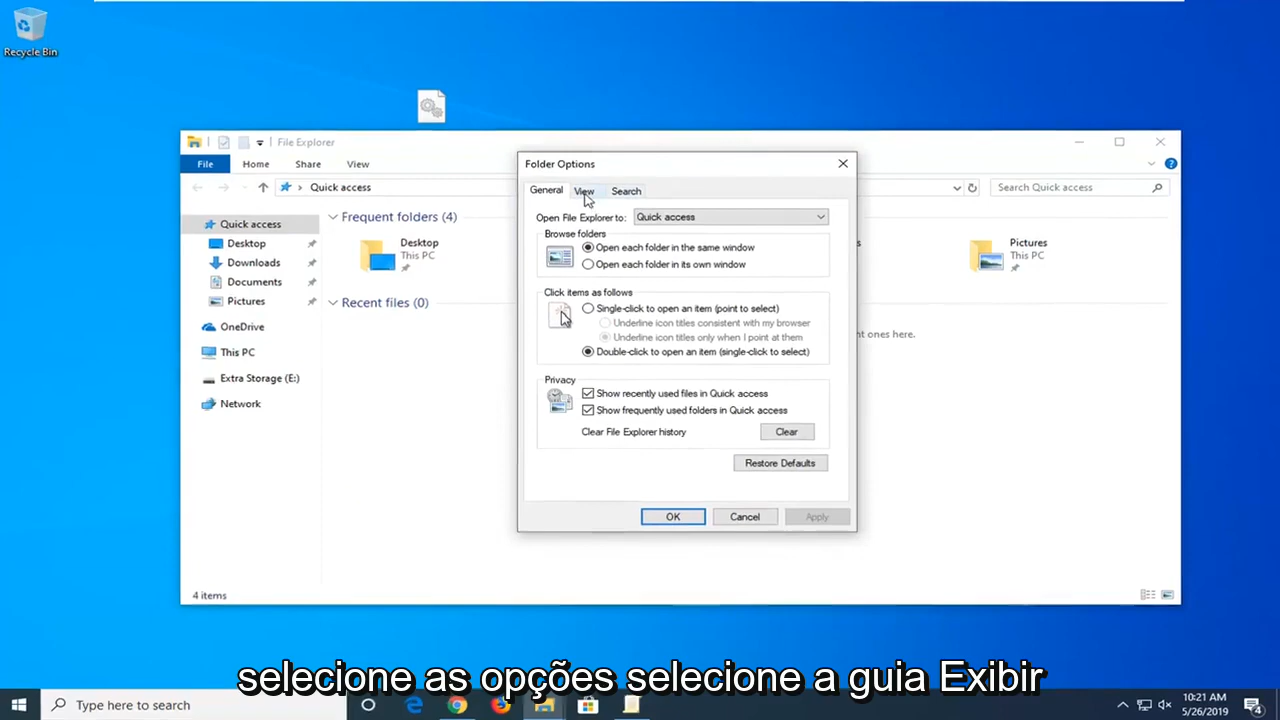 Recycle Bin
File Explorer
File
Home
Share
View
Quick access
Search Quick access
Quick access
Desktop
Downloads
Documents
Pictures
OneDrive
This PC
Extra Storage (E:)
Network
Frequent folders (4)
Desktop
This PC
Pictures
This PC
Recent files (0)
nt ones here.
4 items
Folder Options
General
View
Search
Open File Explorer to:
Quick access
Browse folders
Open each folder in the same window
Open each folder in its own window
Click items as follows
Single-click to open an item (point to select)
Underline icon titles consistent with my browser
Underline icon titles only when I point at them
Double-click to open an item (single-click to select)
Privacy
Show recently used files in Quick access
Show frequently used folders in Quick access
Clear File Explorer history
Clear
Restore Defaults
OK
Cancel
Apply
selecione as opções selecione a guia Exibir
Type here to search
10:21 AM
5/26/2019
4